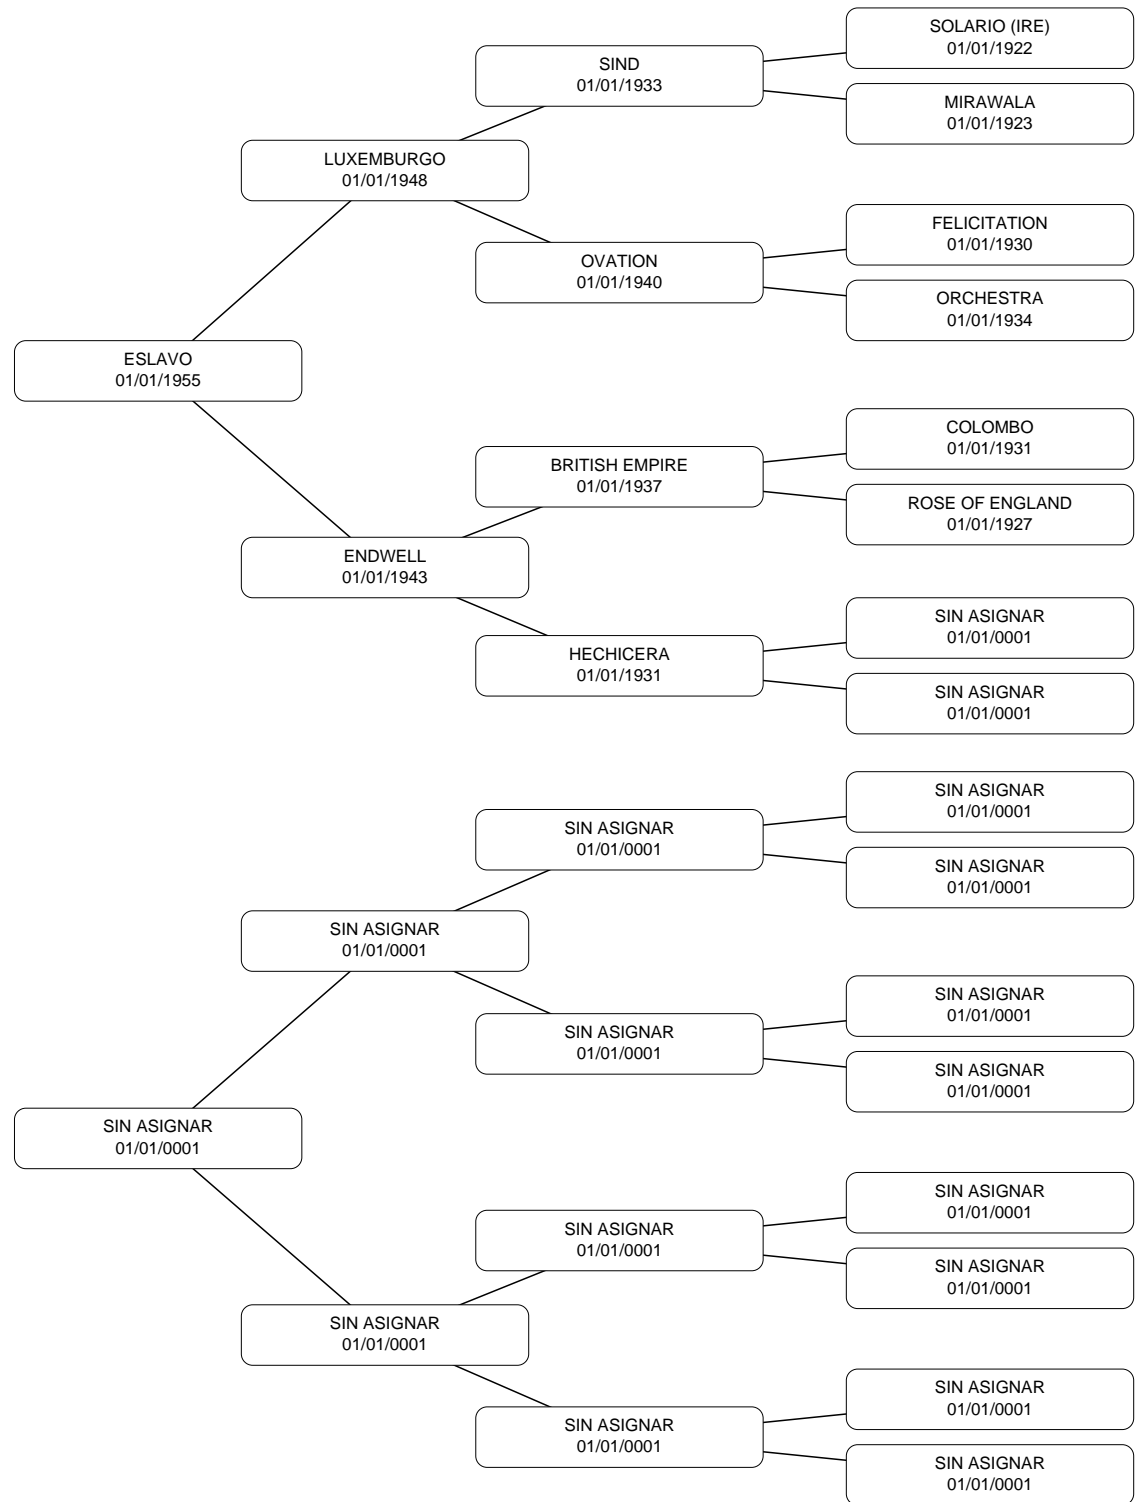 SOLARIO (IRE)
01/01/1922
SIND
01/01/1933
MIRAWALA
01/01/1923
LUXEMBURGO
01/01/1948
FELICITATION
01/01/1930
OVATION
01/01/1940
ORCHESTRA
01/01/1934
ESLAVO
01/01/1955
COLOMBO
01/01/1931
BRITISH EMPIRE
01/01/1937
ROSE OF ENGLAND
01/01/1927
ENDWELL
01/01/1943
SIN ASIGNAR
01/01/0001
HECHICERA
01/01/1931
SIN ASIGNAR
01/01/0001
SIN ASIGNAR
01/01/0001
SIN ASIGNAR
01/01/0001
SIN ASIGNAR
01/01/0001
SIN ASIGNAR
01/01/0001
SIN ASIGNAR
01/01/0001
SIN ASIGNAR
01/01/0001
SIN ASIGNAR
01/01/0001
SIN ASIGNAR
01/01/0001
SIN ASIGNAR
01/01/0001
SIN ASIGNAR
01/01/0001
SIN ASIGNAR
01/01/0001
SIN ASIGNAR
01/01/0001
SIN ASIGNAR
01/01/0001
SIN ASIGNAR
01/01/0001
SIN ASIGNAR
01/01/0001